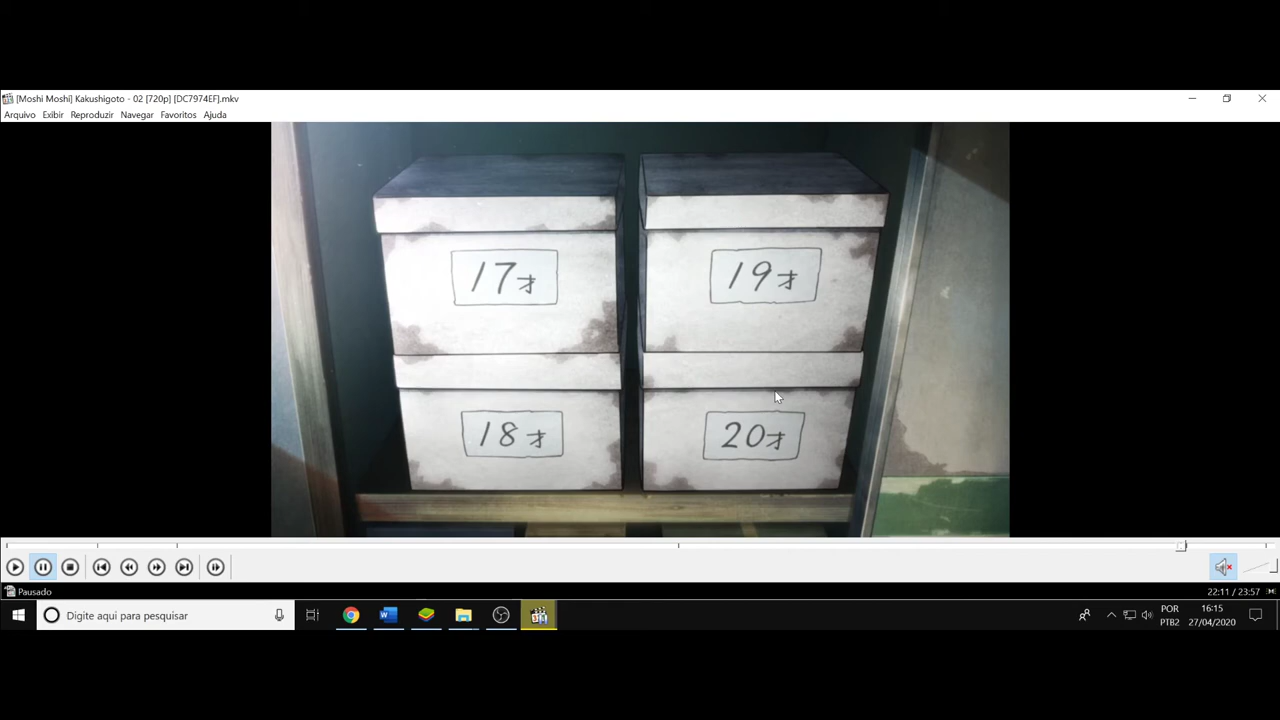 [Moshi Moshi] Kakushigoto - 02 [720p] [DC7974EF].mkv
Arquivo Exibir Reproduzir Navegar Favoritos Ajuda
17才
19才
18才
20才
Pausado
22:11 / 23:57
Digite aqui para pesquisar
POR
PTB2
16:15
27/04/2020